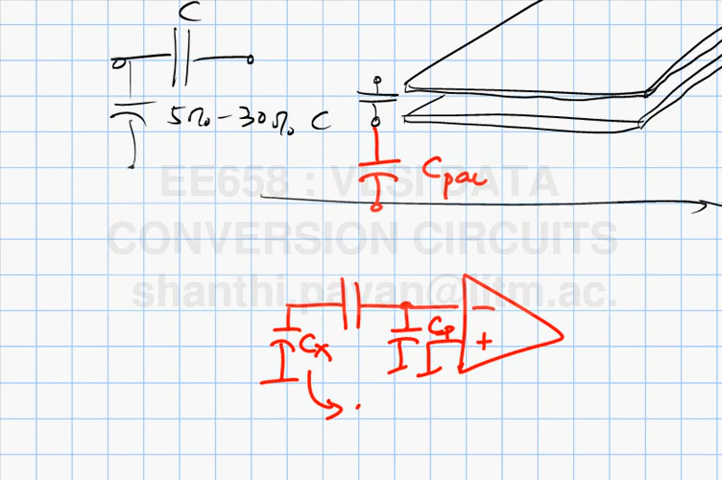 C
5% - 30% C
Cpar
EE658 : VLSI DATA
CONVERSION CIRCUITS
shanthi.pavan@iitm.ac.
Cx
Cp
−
+